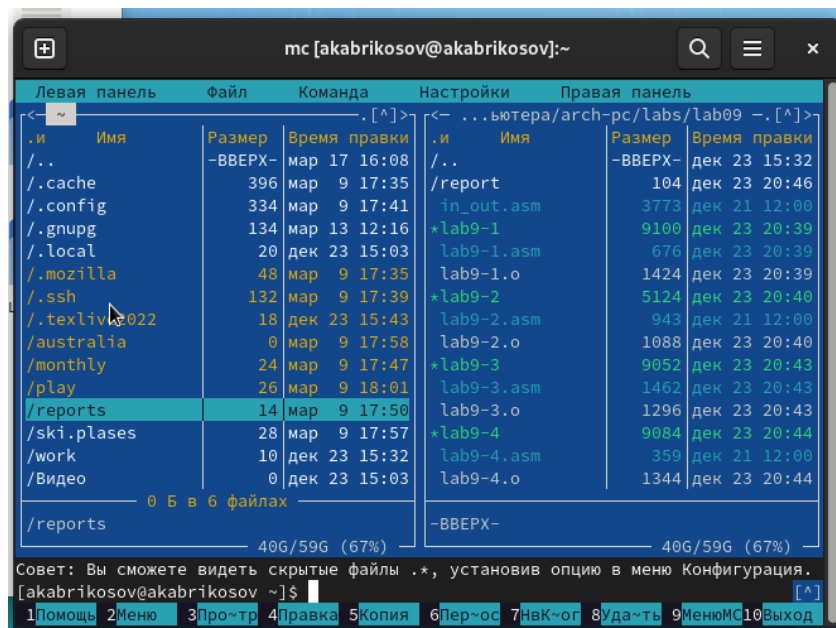 mc [akabrikosov@akabrikosov]:~
Левая панель Файл Команда Настройки Правая панель
<— ~ .[^]> <— ...ьютера/arch-pc/labs/lab09 —.[^]>
.и Имя Размер Время правки .и Имя Размер Время правки
/.. -ВВЕРХ- мар 17 16:08 /.. -ВВЕРХ- дек 23 15:32
/.cache 396 мар 9 17:35 /report 104 дек 23 20:46
/.config 334 мар 9 17:41 in_out.asm 3773 дек 21 12:00
/.gnupg 134 мар 13 12:16 *lab9-1 9100 дек 23 20:39
/.local 20 дек 23 15:03 lab9-1.asm 676 дек 23 20:39
/.mozilla 48 мар 9 17:35 lab9-1.o 1424 дек 23 20:39
/.ssh 132 мар 9 17:39 *lab9-2 5124 дек 23 20:40
18 дек 23 15:43 lab9-2.asm 943 дек 21 12:00
/australia 0 мар 9 17:58 lab9-2.o 1088 дек 23 20:40
/monthly 24 мар 9 17:47 *lab9-3 9052 дек 23 20:43
/play 26 мар 9 18:01 lab9-3.asm 1462 дек 23 20:43
/reports 14 мар 9 17:50 lab9-3.o 1296 дек 23 20:43
/ski.plases 28 мар 9 17:57 *lab9-4 9084 дек 23 20:44
/work 10 дек 23 15:32 lab9-4.asm 359 дек 21 12:00
/Видео 0 дек 23 15:03 lab9-4.o 1344 дек 23 20:44
0 Б в 6 файлах
/reports -ВВЕРХ-
40G/59G (67%) 40G/59G (67%)
Совет: Вы сможете видеть скрытые файлы .*, установив опцию в меню Конфигурация.
[akabrikosov@akabrikosov ~]$ [^]
1Помощь 2Меню 3Про~тр 4Правка 5Копия 6Пер~ос 7НвК~ог 8Уда~ть 9МенюMC10Выход